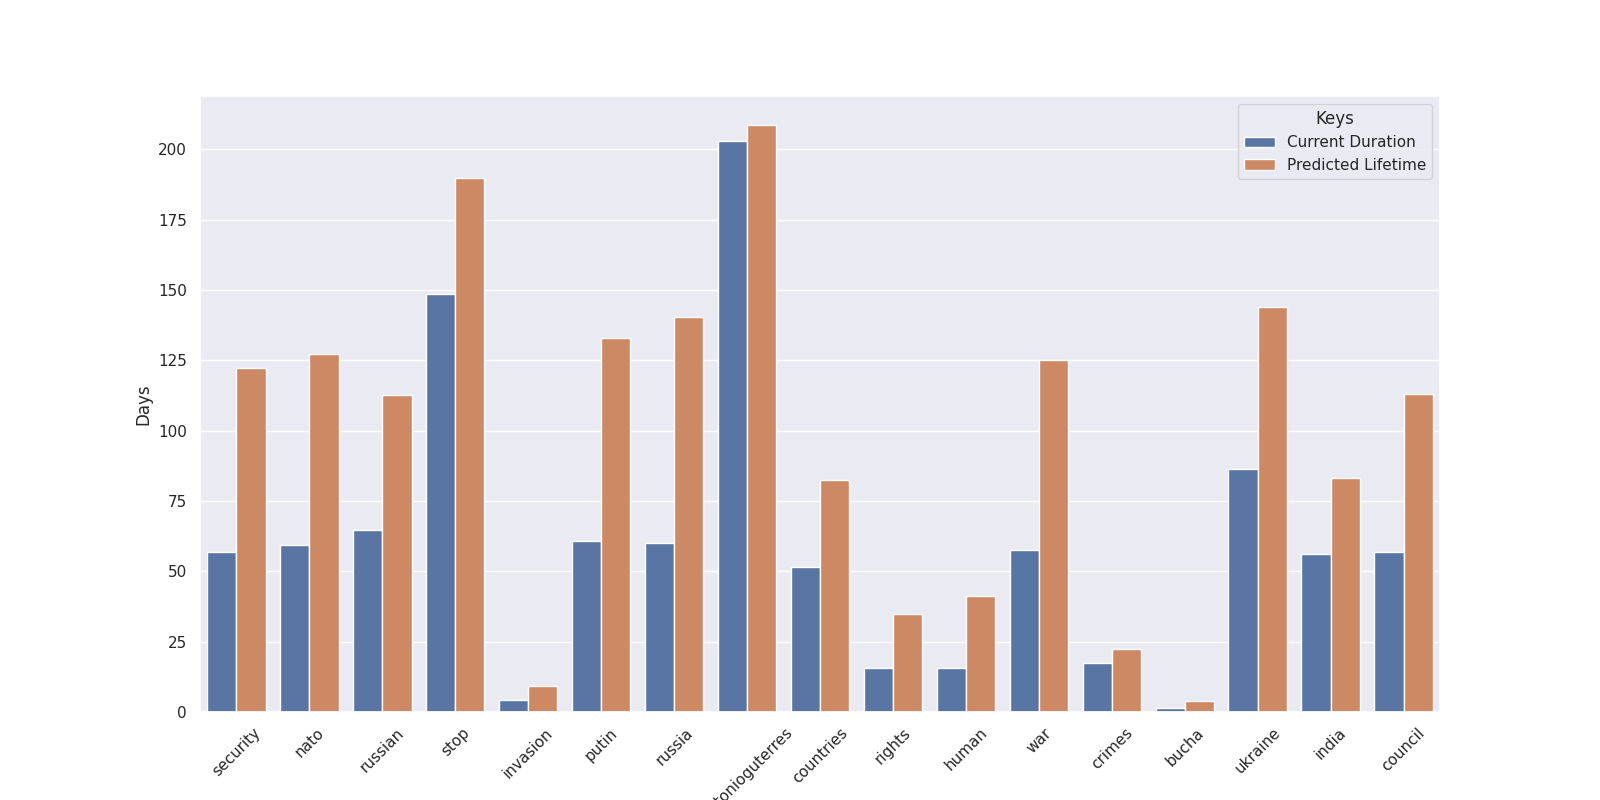 Keys
Current Duration
Predicted Lifetime
Days
200
175
150
125
100
75
50
25
0
security
nato
russian
stop
invasion
putin
russia
tonioguterres
countries
rights
human
war
crimes
bucha
ukraine
india
council